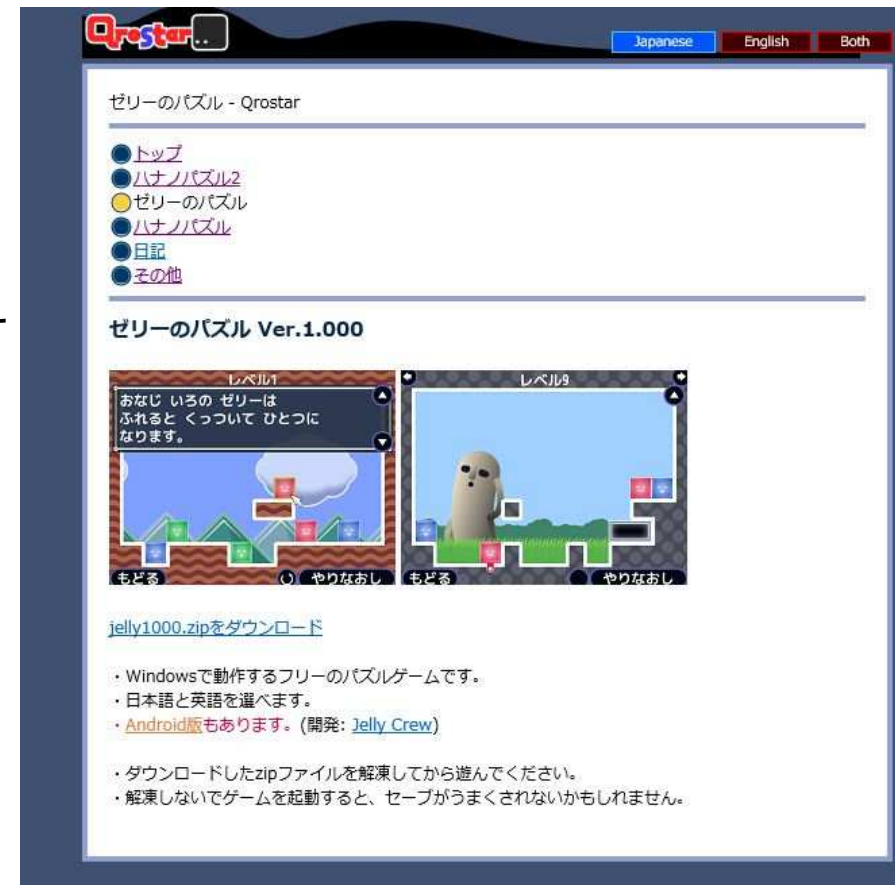 Qrostar..
Japanese English Both
ゼリーのパズル - Qrostar
トップ
ハナノパズル2
ゼリーのパズル
ハナノパズル
日記
その他
ゼリーのパズル Ver.1.000
レベル1
おなじ いろの ゼリーは
ふれると くっついて ひとつに
なります。
もどる やりなおし
レベル9
もどる やりなおし
jelly1000.zipをダウンロード
・Windowsで動作するフリーのパズルゲームです。
・日本語と英語を選べます。
・Android版もあります。(開発: Jelly Crew)
・ダウンロードしたzipファイルを解凍してから遊んでください。
・解凍しないでゲームを起動すると、セーブがうまくされないかもしれません。